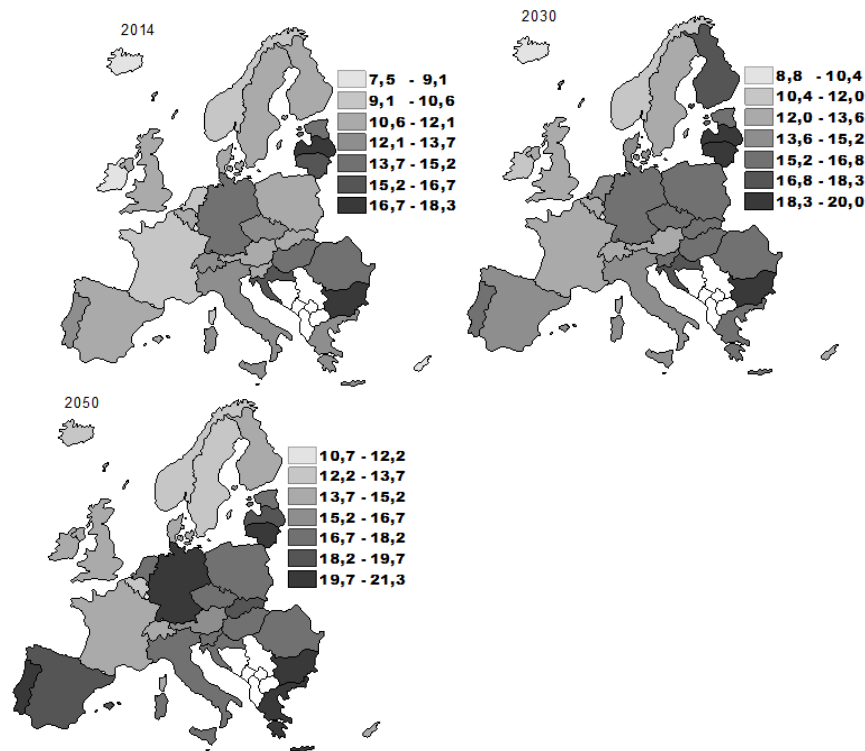 2014
7,5 - 9,1
9,1 - 10,6
10,6 - 12,1
12,1 - 13,7
13,7 - 15,2
15,2 - 16,7
16,7 - 18,3
2030
8,8 - 10,4
10,4 - 12,0
12,0 - 13,6
13,6 - 15,2
15,2 - 16,8
16,8 - 18,3
18,3 - 20,0
2050
10,7 - 12,2
12,2 - 13,7
13,7 - 15,2
15,2 - 16,7
16,7 - 18,2
18,2 - 19,7
19,7 - 21,3